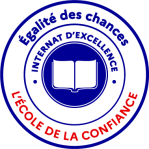 Égalité des chances
• INTERNAT D'EXCELLENCE •
L'ÉCOLE DE LA CONFIANCE